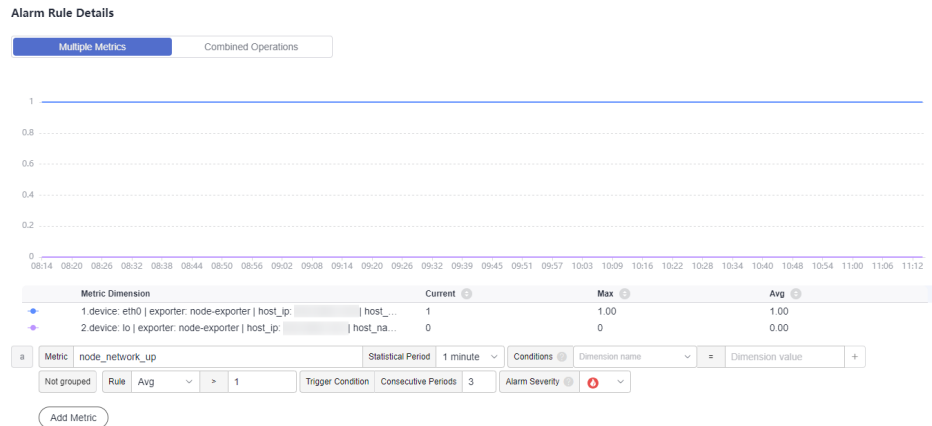 Alarm Rule Details
Multiple Metrics Combined Operations
1
0.8
0.6
0.4
0.2
0
08:14 08:20 08:26 08:32 08:38 08:44 08:50 08:56 09:02 09:08 09:14 09:20 09:26 09:32 09:39 09:45 09:51 09:57 10:03 10:09 10:16 10:22 10:28 10:34 10:40 10:48 10:54 11:00 11:06 11:12
Metric Dimension Current Max Avg
1.device: eth0 | exporter: node-exporter | host_ip: | host_... 1 1.00 1.00
2.device: lo | exporter: node-exporter | host_ip: | host_na... 0 0 0.00
a Metric node_network_up Statistical Period 1 minute Conditions Dimension name = Dimension value +
Not grouped Rule Avg > 1 Trigger Condition Consecutive Periods 3 Alarm Severity
Add Metric